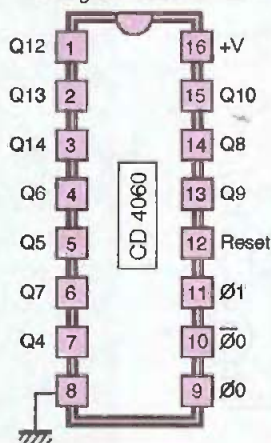 Q12 1 16 +V
Q13 2 15 Q10
Q14 3 14 Q8
Q6 4 13 Q9
Q5 5 12 Reset
Q7 6 11 Ø1
Q4 7 10 Ø̅0
8 9 Ø0
CD 4060